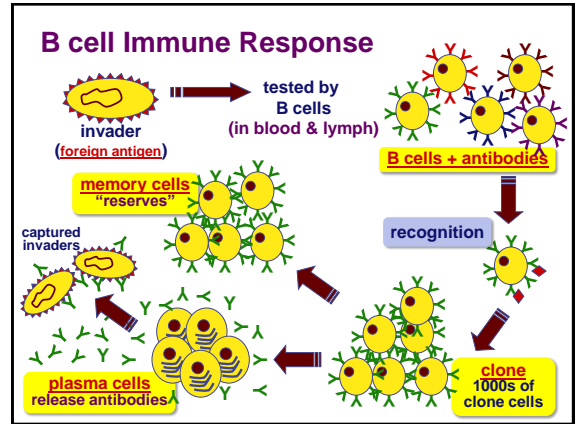 B cell Immune Response
invader
(foreign antigen)
tested by
B cells
(in blood & lymph)
B cells + antibodies
memory cells
“reserves”
captured
invaders
recognition
plasma cells
release antibodies
clone
1000s of
clone cells